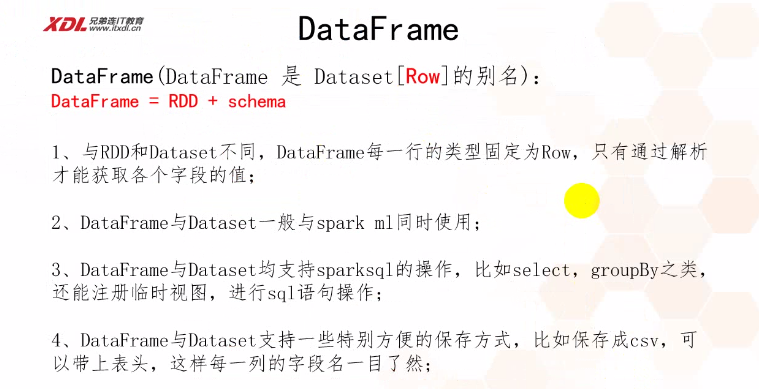 XDL 兄弟连IT教育
www.itxdl.cn
DataFrame
DataFrame(DataFrame 是 Dataset[Row]的别名):
DataFrame = RDD + schema
1、与RDD和Dataset不同，DataFrame每一行的类型固定为Row，只有通过解析
才能获取各个字段的值；
2、DataFrame与Dataset一般与spark ml同时使用；
3、DataFrame与Dataset均支持sparksql的操作，比如select，groupBy之类，
还能注册临时视图，进行sql语句操作；
4、DataFrame与Dataset支持一些特别方便的保存方式，比如保存成csv，可
以带上表头，这样每一列的字段名一目了然；